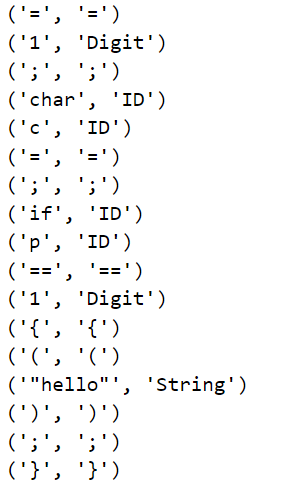 ('=', '=')
('1', 'Digit')
(';', ';')
('char', 'ID')
('c', 'ID')
('=', '=')
(';', ';')
('if', 'ID')
('p', 'ID')
('==', '==')
('1', 'Digit')
('{', '{')
('(', '(')
('"hello"', 'String')
(')', ')')
(';', ';')
('}', '}')